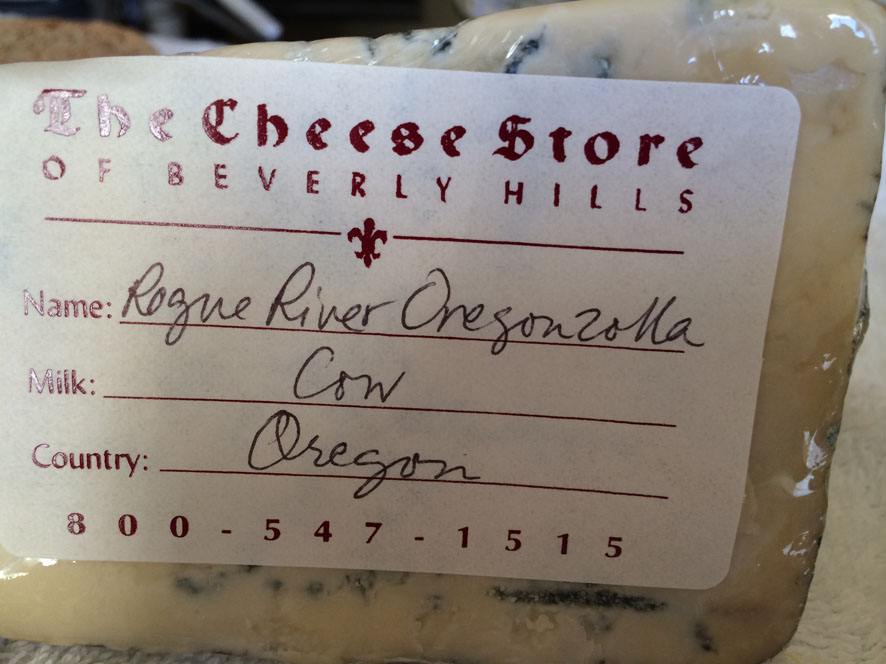 The Cheese Store
OF BEVERLY HILLS
Name: Rogue River Oregonzolla
Milk: Cow
Country: Oregon
800-547-1515